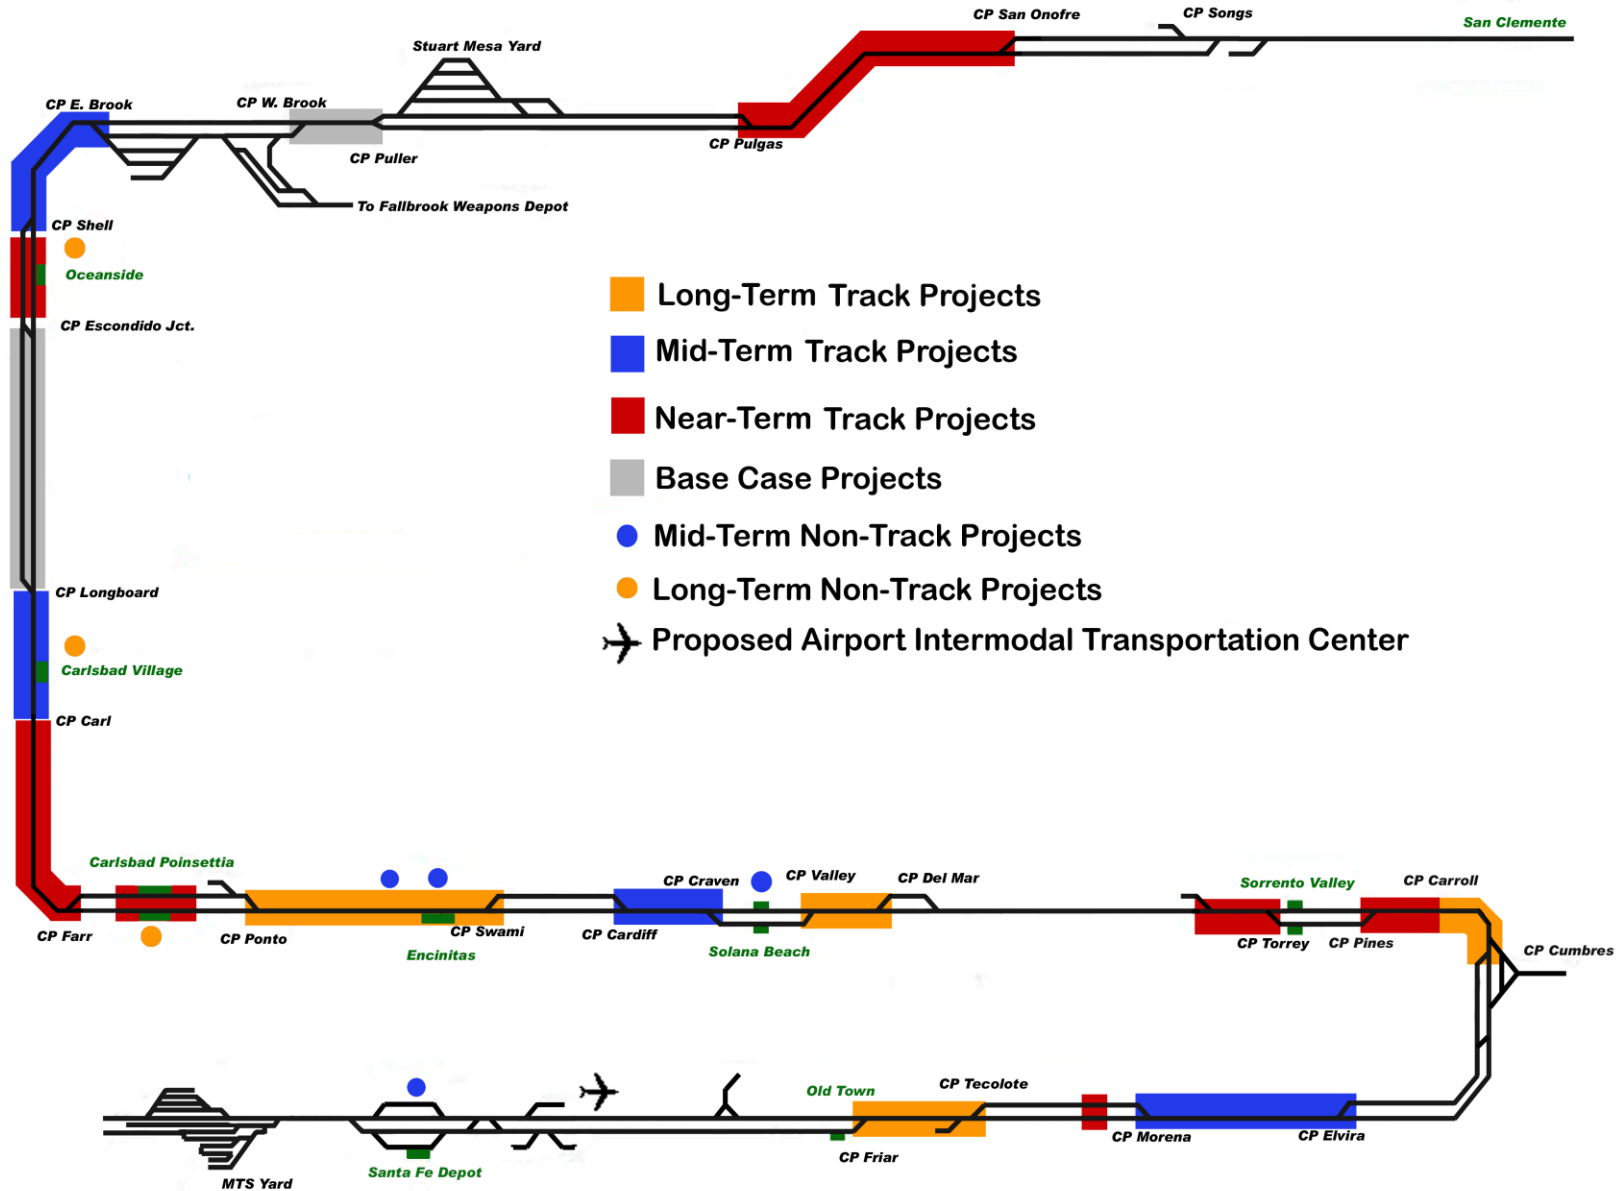 CP San Onofre
CP Songs
San Clemente
Stuart Mesa Yard
CP E. Brook
CP W. Brook
CP Puller
CP Pulgas
To Fallbrook Weapons Depot
CP Shell
Oceanside
CP Escondido Jct.
Long-Term Track Projects
Mid-Term Track Projects
Near-Term Track Projects
Base Case Projects
Mid-Term Non-Track Projects
Long-Term Non-Track Projects
Proposed Airport Intermodal Transportation Center
CP Longboard
Carlsbad Village
CP Carl
Carlsbad Poinsettia
CP Farr
CP Ponto
CP Swami
Encinitas
CP Cardiff
CP Craven
Solana Beach
CP Valley
CP Del Mar
Sorrento Valley
CP Carroll
CP Torrey
CP Pines
CP Cumbres
Old Town
CP Tecolote
CP Morena
CP Elvira
CP Friar
Santa Fe Depot
MTS Yard